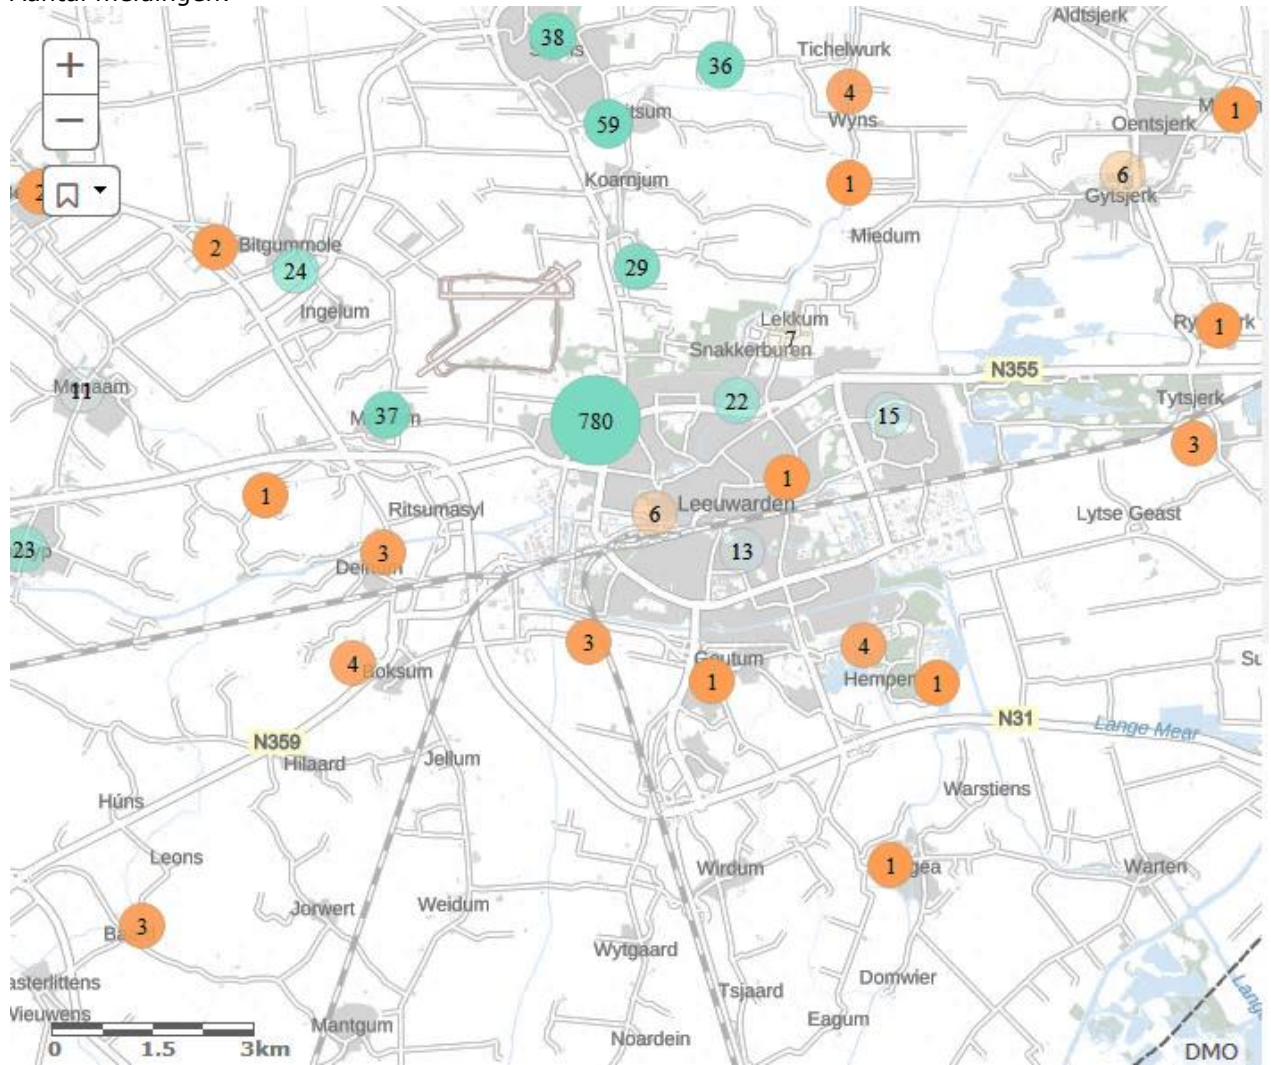 38
36
Tichelwurk
Aldtsjerk
4
Wyns
1
Oentsjerk
59
Koarnjum
1
6
Gytsjerk
2
2
Bitgummole
24
Miedum
29
Ingelum
Lekkum
7
Snakkerburen
1
N355
11
37
780
22
15
Tytsjerk
3
1
1
Ritsumasyl
6
Leeuwarden
Lytse Geast
23
3
13
4
Boksum
3
Goutum
1
4
1
N359
Hilaard
Jellum
N31
Lange Mear
Húns
Warstiens
Leons
Wirdum
1
Warten
3
Jorwert
Weidum
Wytgaard
Domwier
Tsjaard
Mantgum
Noardein
Eagum
0 1.5 3km
DMO